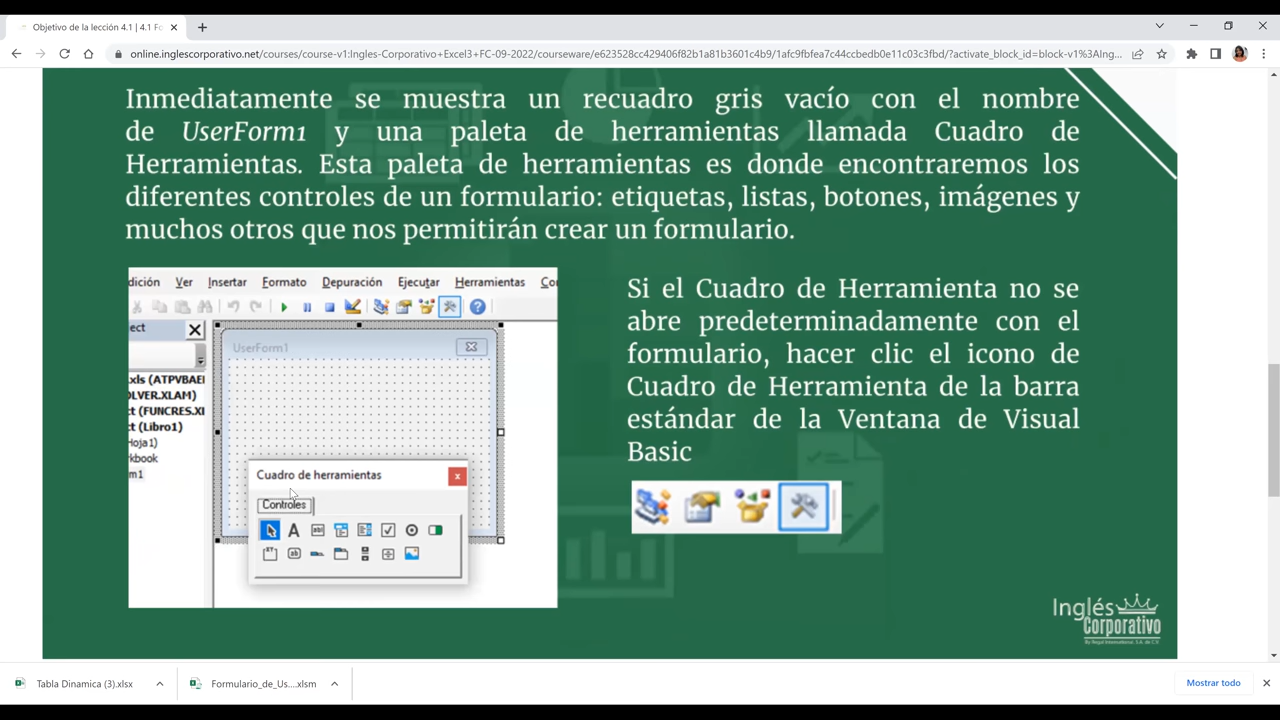 Objetivo de la lección 4.1 | 4.1 Fo
online.inglescorporativo.net/courses/course-v1:Ingles-Corporativo+Excel3+FC-09-2022/courseware/e623528cc429406f82b1a81b3601c4b9/1afc9fbfea7c44ccbedb0e11c03c3fbd/?activate_block_id=block-v1%3AIng...
Inmediatamente se muestra un recuadro gris vacío con el nombre
de UserForm1 y una paleta de herramientas llamada Cuadro de
Herramientas. Esta paleta de herramientas es donde encontraremos los
diferentes controles de un formulario: etiquetas, listas, botones, imágenes y
muchos otros que nos permitirán crear un formulario.
dición Ver Insertar Formato Depuración Ejecutar Herramientas Co
ect
UserForm1
.xls (ATPVBAEI
OLVER.XLAM)
ct (FUNCRES.XI
ct (Libro1)
Hoja1)
rkbook
m1
Cuadro de herramientas
Controles
Si el Cuadro de Herramienta no se
abre predeterminadamente con el
formulario, hacer clic el icono de
Cuadro de Herramienta de la barra
estándar de la Ventana de Visual
Basic
Inglés
Corporativo
By Regal International, S.A. de C.V.
Tabla Dinamica (3).xlsx
Formulario_de_Us....xlsm
Mostrar todo